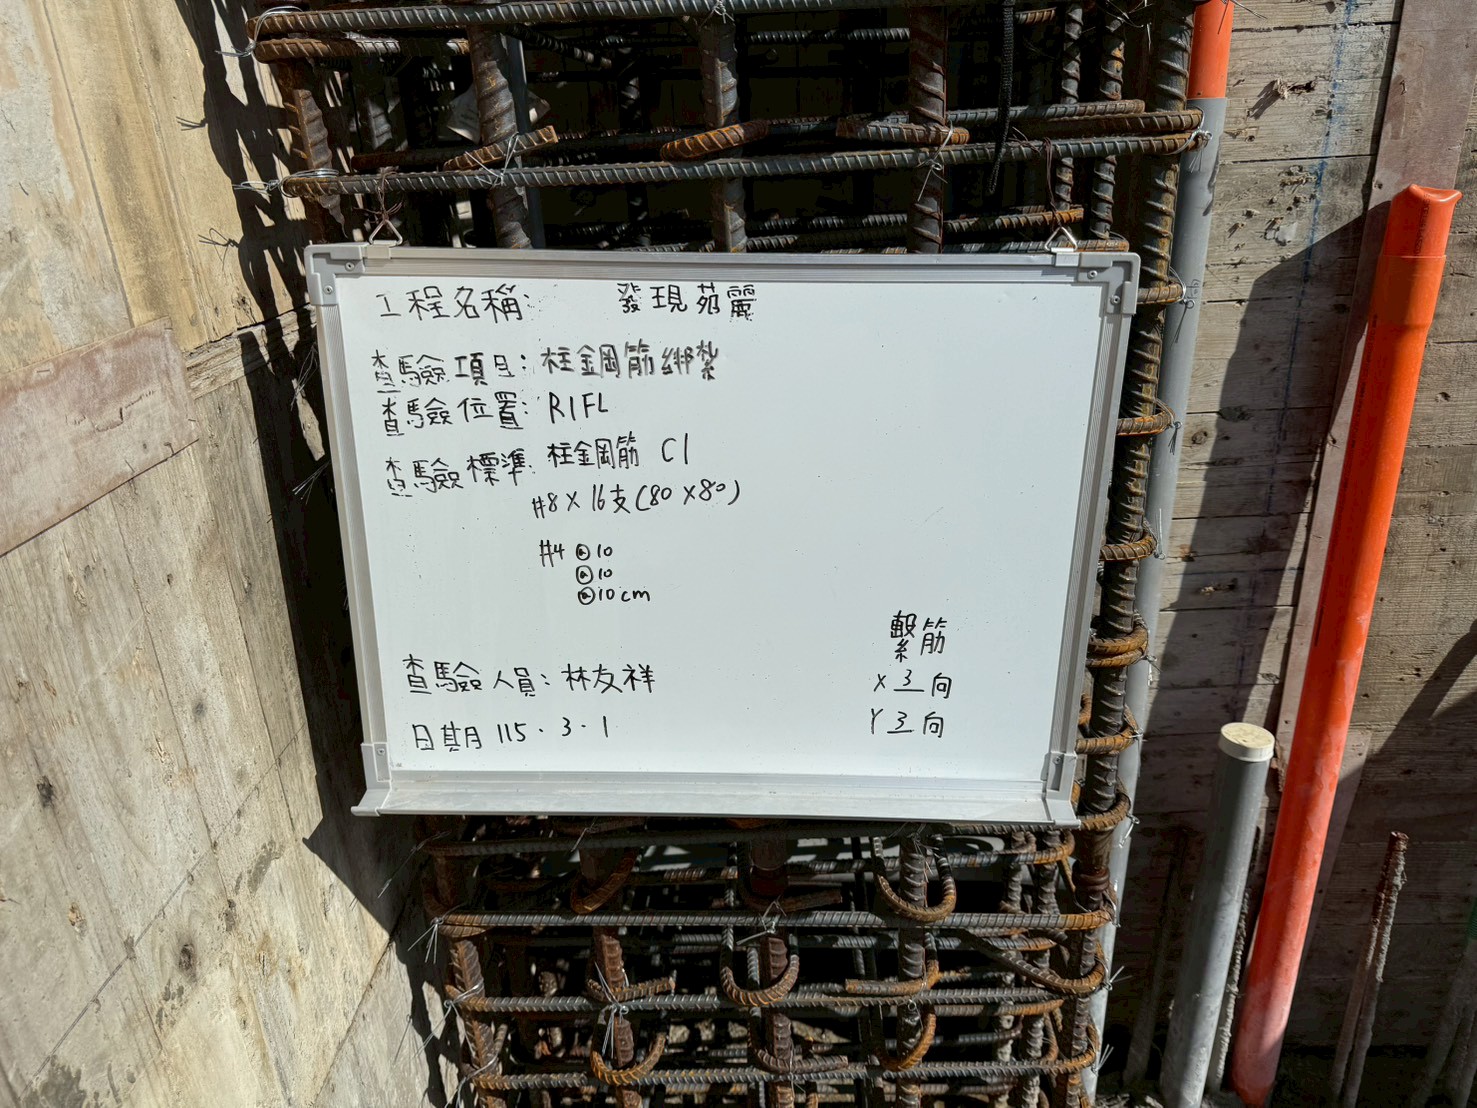 工程名稱: 發現苑麗
查驗項目: 柱鋼筋綁紮
查驗位置: R1FL
查驗標準: 柱鋼筋 C1
#8 × 16支(80×80)
#4 @10
@10
@10cm
繫筋
X 3 向
Y 3 向
查驗人員: 林友祥
日期 115.3.1